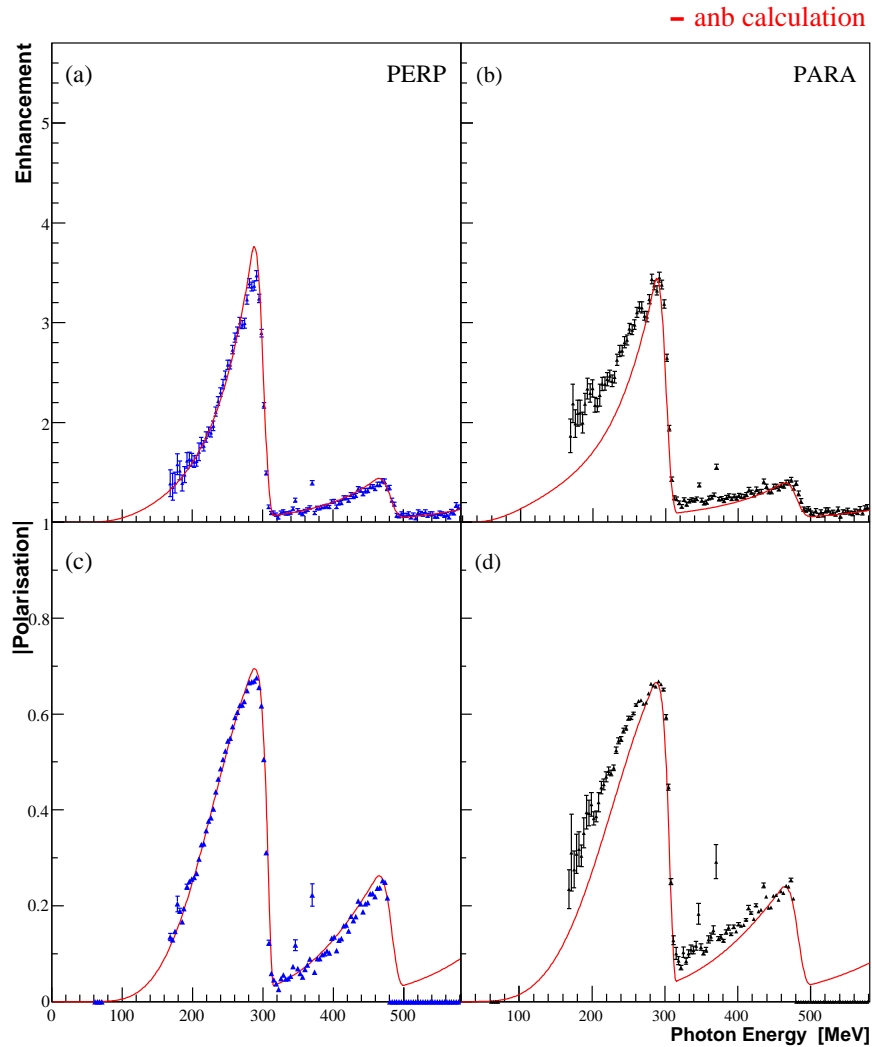 – anb calculation
(a) PERP
(b) PARA
Enhancement
5
4
3
2
(c)
(d)
|Polarisation|
1
0.8
0.6
0.4
0.2
0
0 100 200 300 400 500
100 200 300 400 500
Photon Energy [MeV]